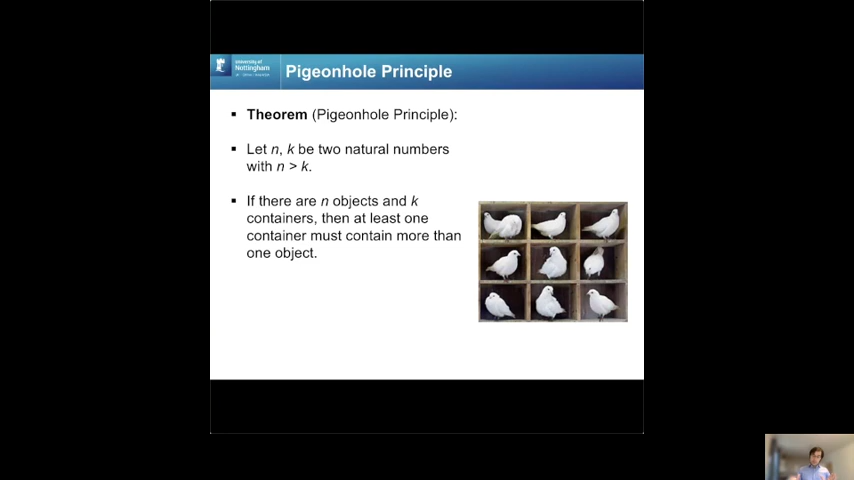 University of
Nottingham
Pigeonhole Principle
▪ Theorem (Pigeonhole Principle):
▪ Let n, k be two natural numbers
with n > k.
▪ If there are n objects and k
containers, then at least one
container must contain more than
one object.